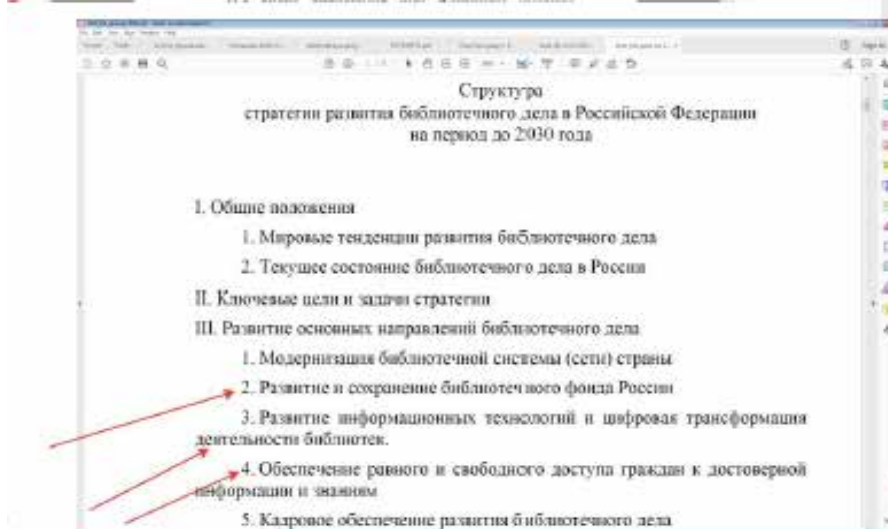 Структура
стратегии развития библиотечного дела в Российской Федерации
на период до 2030 года
I. Общие положения
1. Мировые тенденции развития библиотечного дела
2. Текущее состояние библиотечного дела в России
II. Ключевые цели и задачи стратегии
III. Развитие основных направлений библиотечного дела
1. Модернизация библиотечной системы (сети) страны
2. Развитие и сохранение библиотечного фонда России
3. Развитие информационных технологий и цифровая трансформация
деятельности библиотек.
4. Обеспечение равного и свободного доступа граждан к достоверной
информации и знаниям
5. Кадровое обеспечение развития библиотечного дела